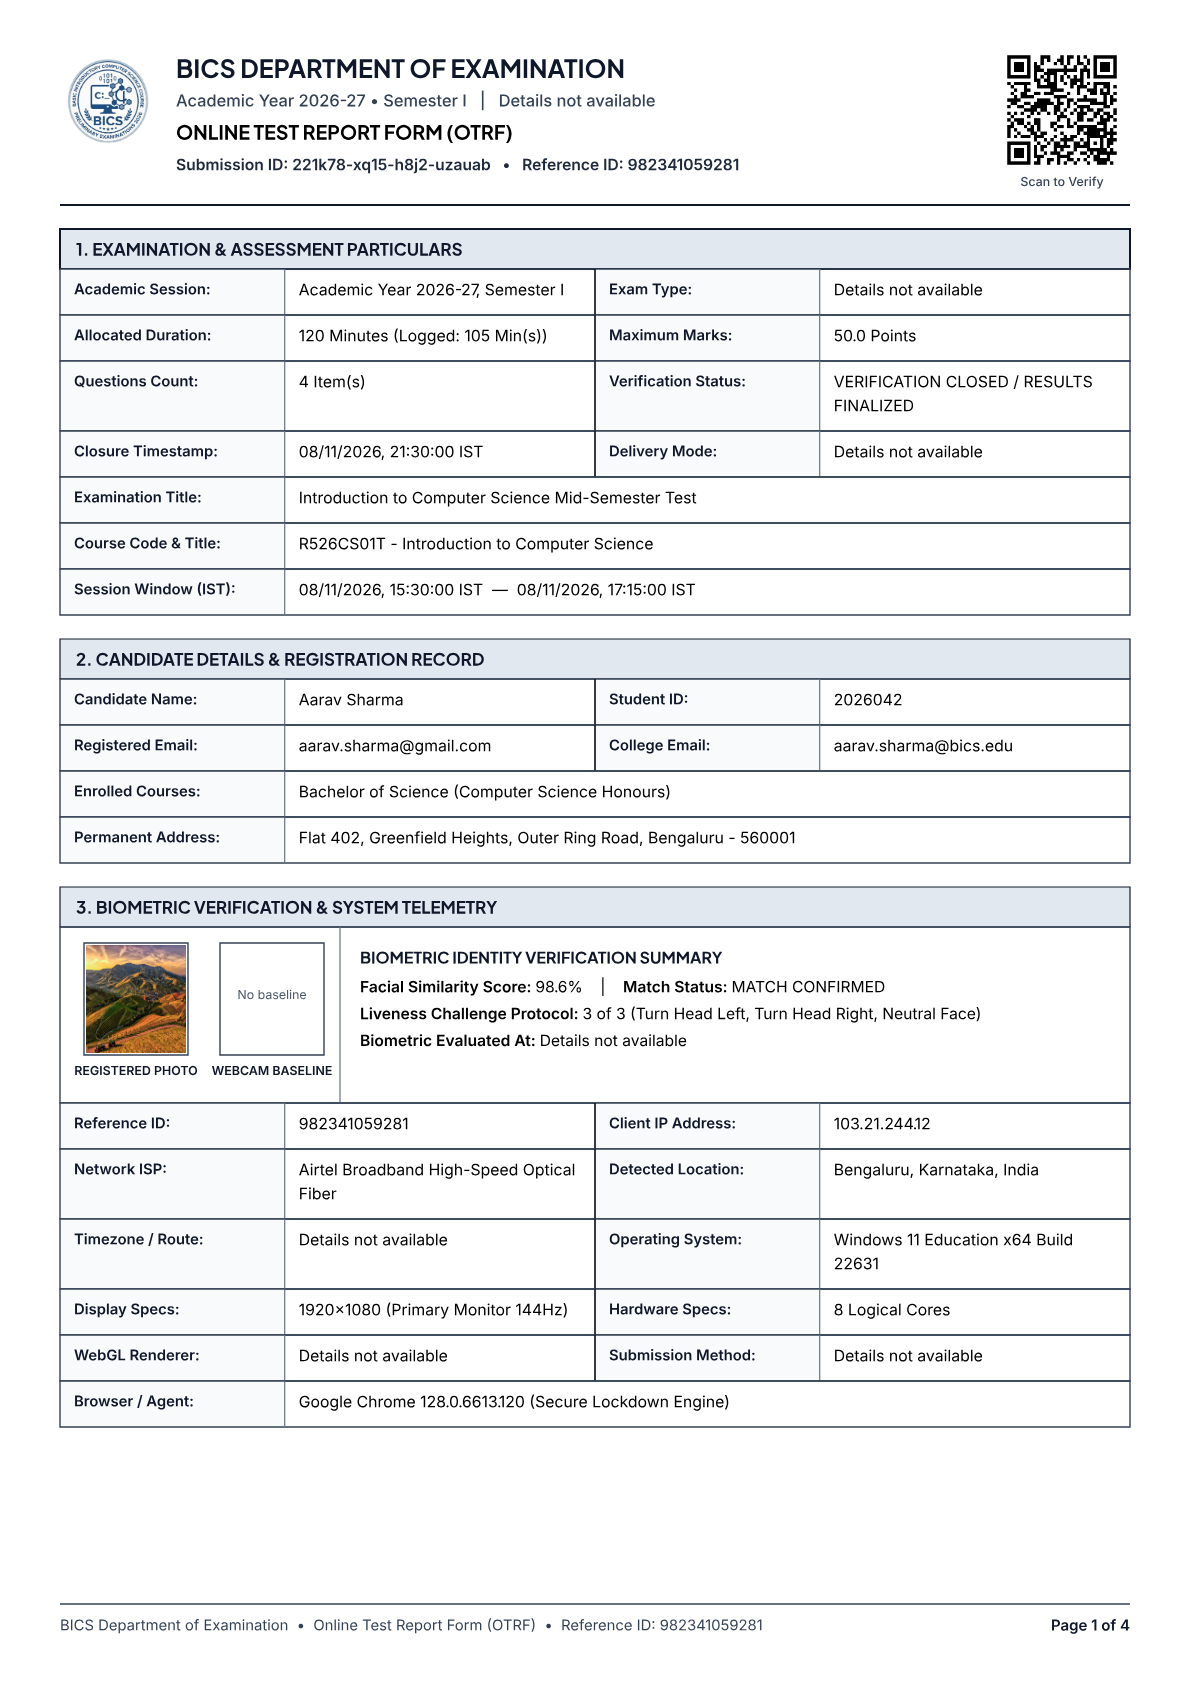 BASIC INTRODUCTORY COMPUTER SCIENCE COURSE
C:_
BICS
PRELIMINARY EXAMINATIONS 2026
BICS DEPARTMENT OF EXAMINATION
Academic Year 2026-27 • Semester I | Details not available
ONLINE TEST REPORT FORM (OTRF)
Submission ID: 221k78-xq15-h8j2-uzauab • Reference ID: 982341059281
Scan to Verify
1. EXAMINATION & ASSESSMENT PARTICULARS
Academic Session: Academic Year 2026-27, Semester I Exam Type: Details not available
Allocated Duration: 120 Minutes (Logged: 105 Min(s)) Maximum Marks: 50.0 Points
Questions Count: 4 Item(s) Verification Status: VERIFICATION CLOSED / RESULTS
FINALIZED
Closure Timestamp: 08/11/2026, 21:30:00 IST Delivery Mode: Details not available
Examination Title: Introduction to Computer Science Mid-Semester Test
Course Code & Title: R526CS01T - Introduction to Computer Science
Session Window (IST): 08/11/2026, 15:30:00 IST — 08/11/2026, 17:15:00 IST
2. CANDIDATE DETAILS & REGISTRATION RECORD
Candidate Name: Aarav Sharma Student ID: 2026042
Registered Email: aarav.sharma@gmail.com College Email: aarav.sharma@bics.edu
Enrolled Courses: Bachelor of Science (Computer Science Honours)
Permanent Address: Flat 402, Greenfield Heights, Outer Ring Road, Bengaluru - 560001
3. BIOMETRIC VERIFICATION & SYSTEM TELEMETRY
No baseline
REGISTERED PHOTO WEBCAM BASELINE
BIOMETRIC IDENTITY VERIFICATION SUMMARY
Facial Similarity Score: 98.6% | Match Status: MATCH CONFIRMED
Liveness Challenge Protocol: 3 of 3 (Turn Head Left, Turn Head Right, Neutral Face)
Biometric Evaluated At: Details not available
Reference ID: 982341059281 Client IP Address: 103.21.244.12
Network ISP: Airtel Broadband High-Speed Optical Detected Location: Bengaluru, Karnataka, India
Fiber
Timezone / Route: Details not available Operating System: Windows 11 Education x64 Build
22631
Display Specs: 1920×1080 (Primary Monitor 144Hz) Hardware Specs: 8 Logical Cores
WebGL Renderer: Details not available Submission Method: Details not available
Browser / Agent: Google Chrome 128.0.6613.120 (Secure Lockdown Engine)
BICS Department of Examination • Online Test Report Form (OTRF) • Reference ID: 982341059281 Page 1 of 4